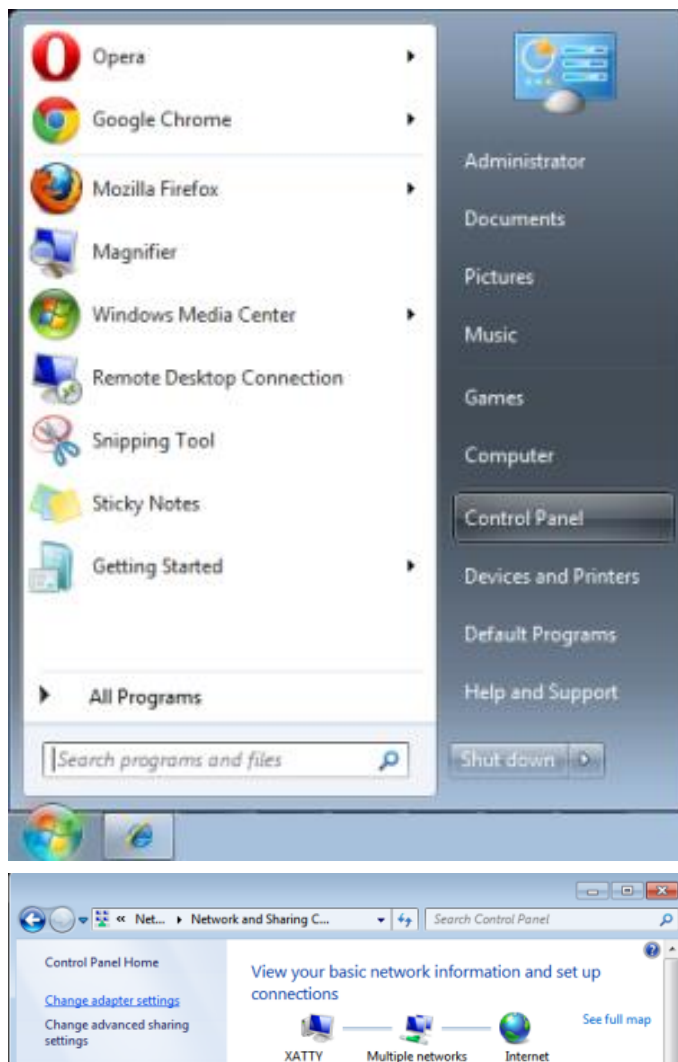 Opera
Google Chrome
Mozilla Firefox
Magnifier
Windows Media Center
Remote Desktop Connection
Snipping Tool
Sticky Notes
Getting Started
All Programs
Search programs and files
Administrator
Documents
Pictures
Music
Games
Computer
Control Panel
Devices and Printers
Default Programs
Help and Support
Shut down
« Net... Network and Sharing C... Search Control Panel
Control Panel Home
Change adapter settings
Change advanced sharing
settings
View your basic network information and set up
connections
See full map
XATTY Multiple networks Internet